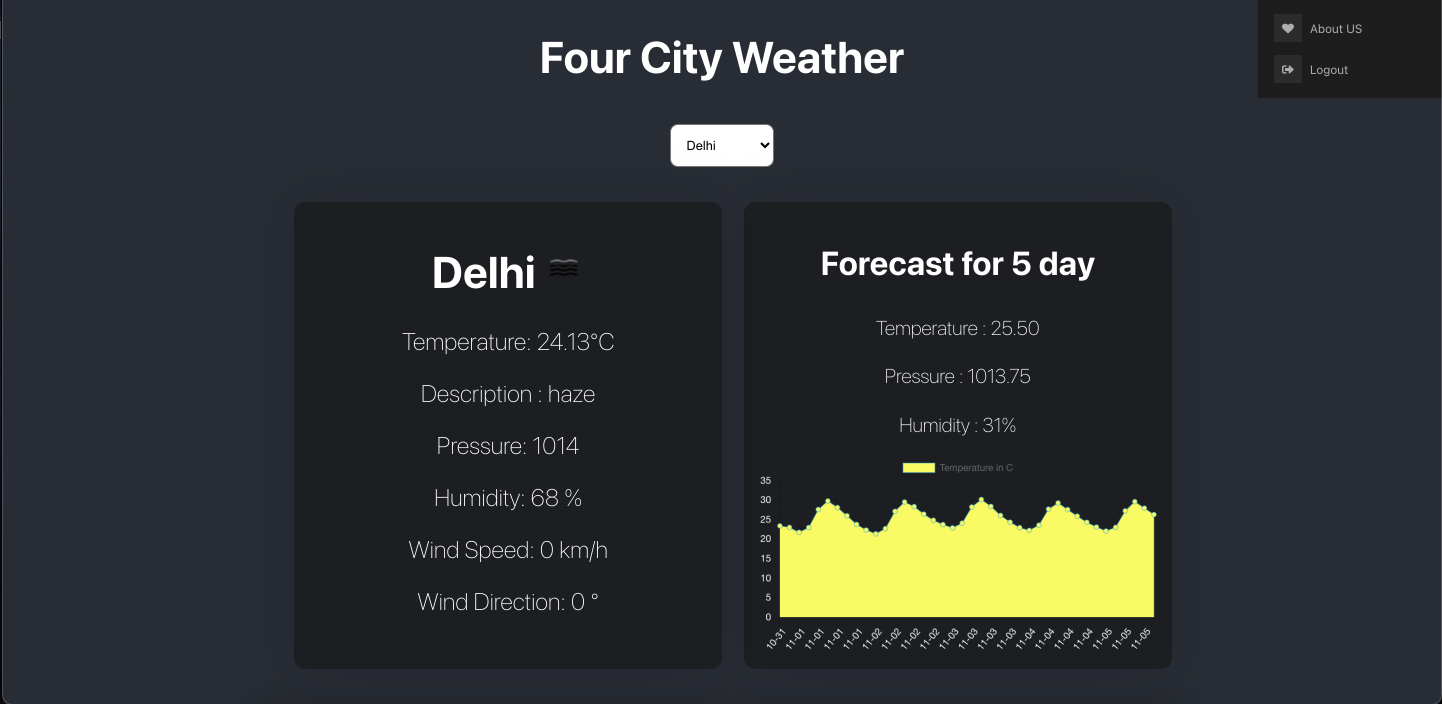 Four City Weather
About US
Logout
Delhi
Delhi
Temperature: 24.13°C
Description : haze
Pressure: 1014
Humidity: 68 %
Wind Speed: 0 km/h
Wind Direction: 0 °
Forecast for 5 day
Temperature : 25.50
Pressure : 1013.75
Humidity : 31%
Temperature in C
35
30
25
20
15
10
5
0
10-31
11-01
11-01
11-01
11-01
11-02
11-02
11-02
11-02
11-03
11-03
11-03
11-03
11-04
11-04
11-04
11-04
11-05
11-05
11-05